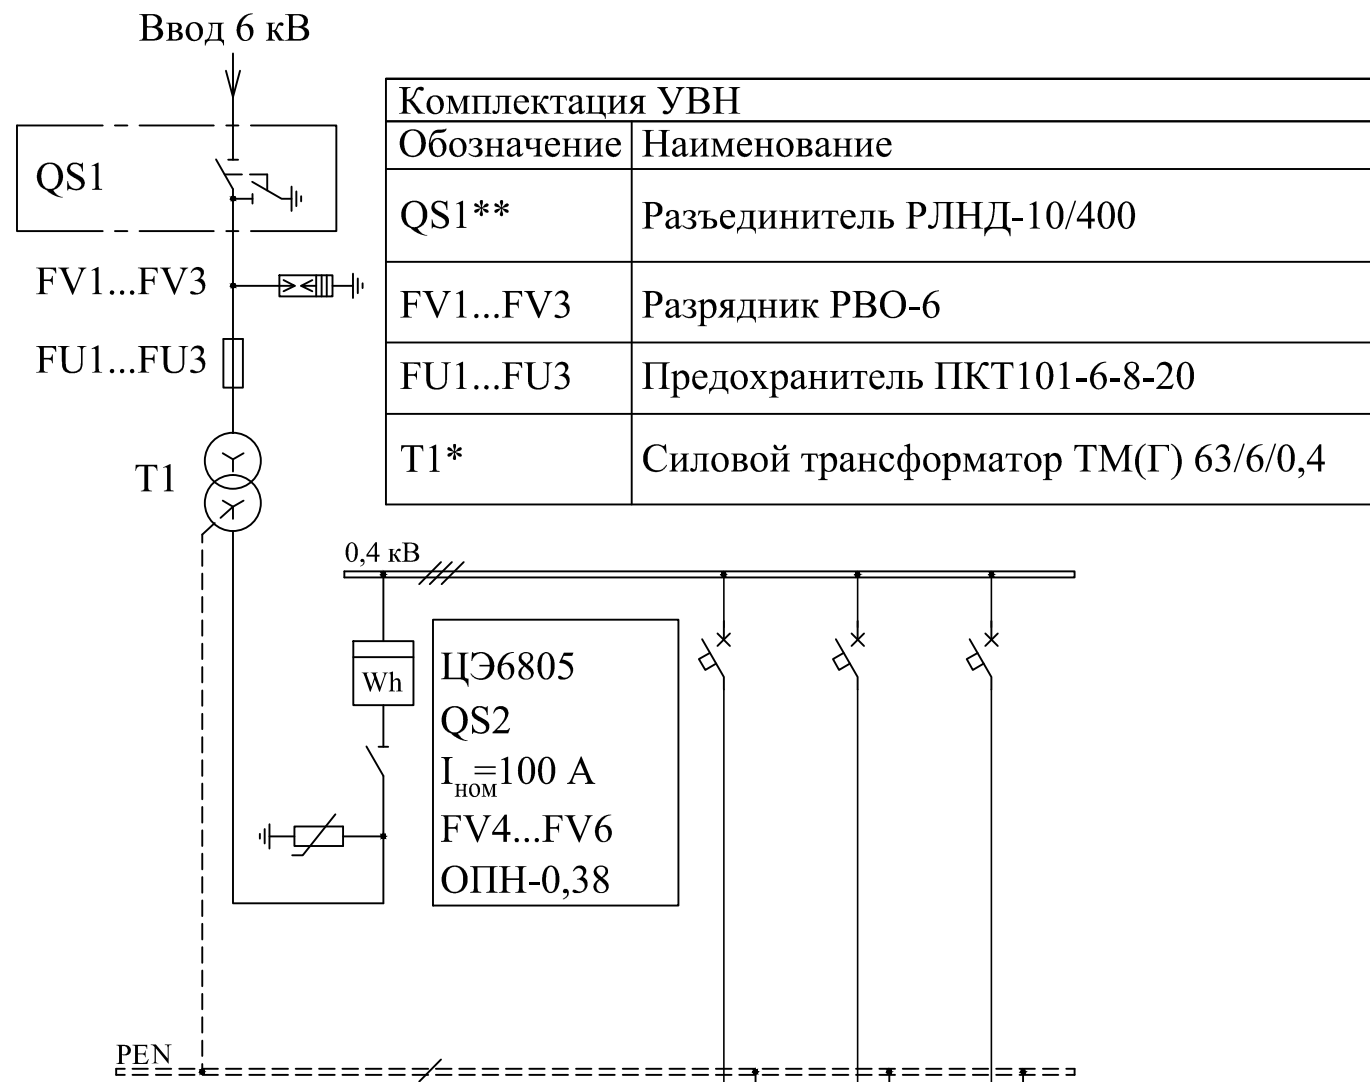 Ввод 6 кВ
Комплектация УВН
Обозначение Наименование
QS1
QS1** Разъединитель РЛНД-10/400
FV1...FV3
FV1...FV3 Разрядник РВО-6
FU1...FU3
FU1...FU3 Предохранитель ПКТ101-6-8-20
T1
T1* Силовой трансформатор ТМ(Г) 63/6/0,4
0,4 кВ
Wh
ЦЭ6805
QS2
Iном=100 А
FV4...FV6
ОПН-0,38
PEN